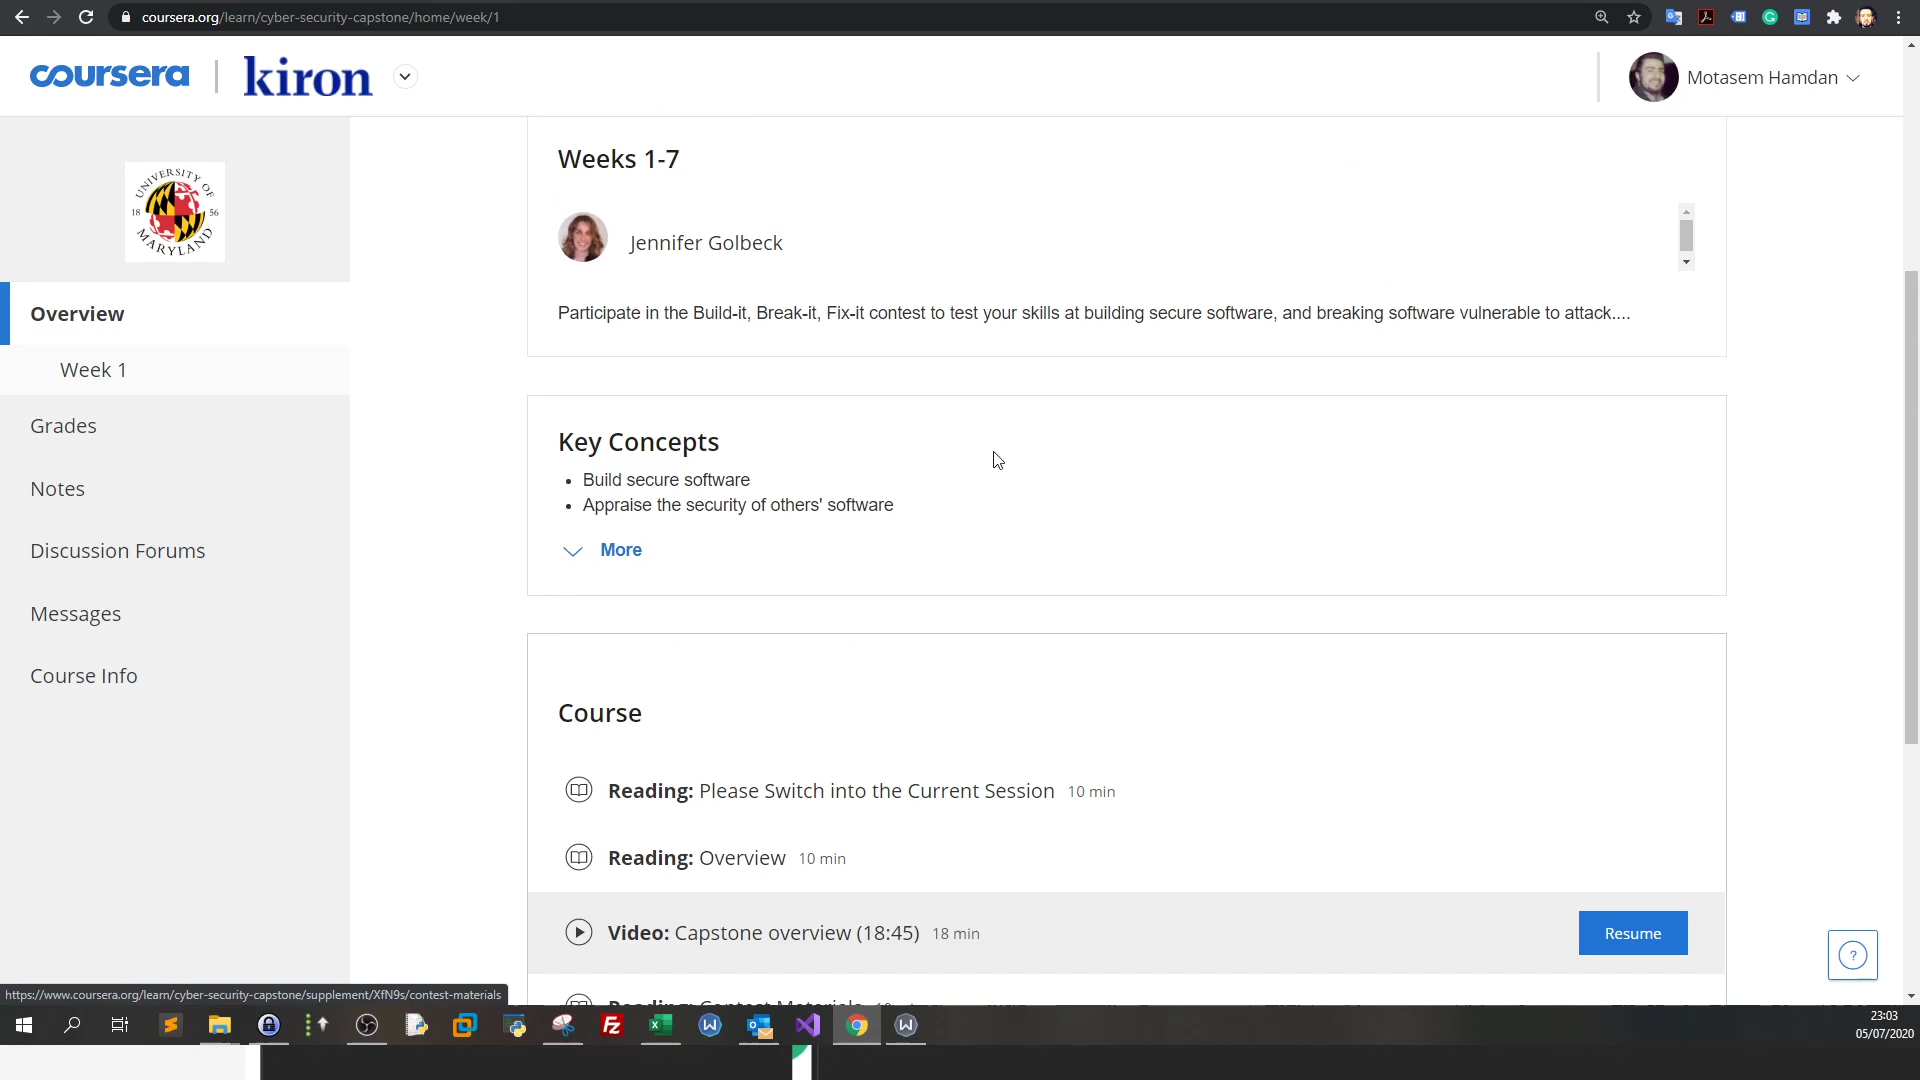 coursera.org/learn/cyber-security-capstone/home/week/1
coursera | kiron
Motasem Hamdan
UNIVERSITY OF
18 56
MARYLAND
Overview
Week 1
Grades
Notes
Discussion Forums
Messages
Course Info
Weeks 1-7
Jennifer Golbeck
Participate in the Build-it, Break-it, Fix-it contest to test your skills at building secure software, and breaking software vulnerable to attack....
Key Concepts
• Build secure software
• Appraise the security of others' software
More
Course
Reading: Please Switch into the Current Session 10 min
Reading: Overview 10 min
Video: Capstone overview (18:45) 18 min
Resume
?
Reading: Contest Materials
https://www.coursera.org/learn/cyber-security-capstone/supplement/XfN9s/contest-materials
23:03
05/07/2020